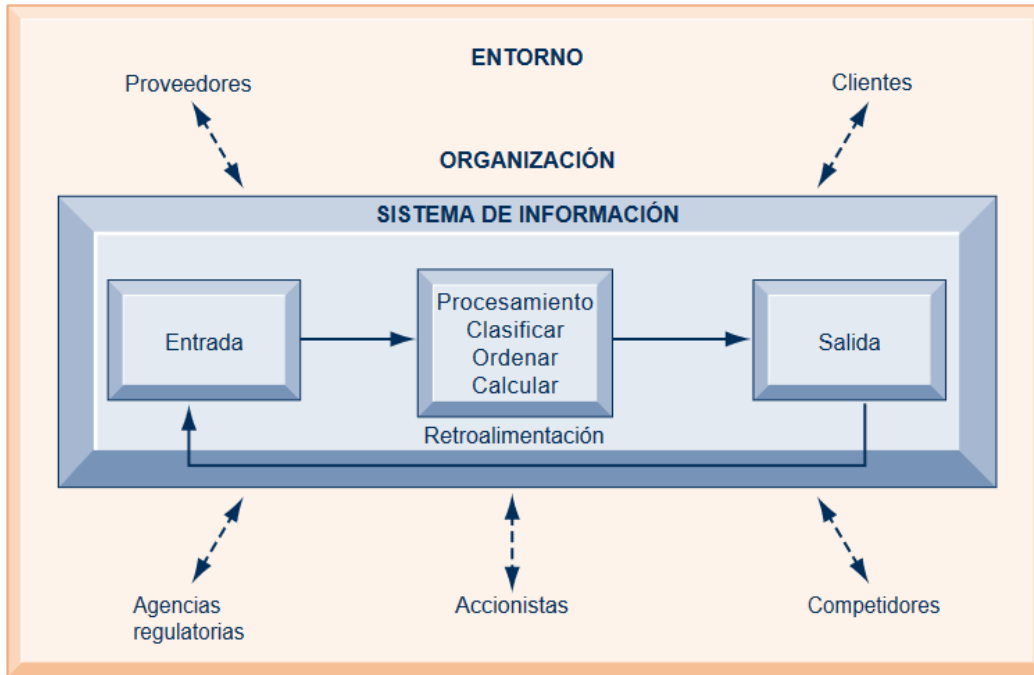 ENTORNO
Proveedores
Clientes
ORGANIZACIÓN
SISTEMA DE INFORMACIÓN
Entrada
Procesamiento
Clasificar
Ordenar
Calcular
Salida
Retroalimentación
Agencias
regulatorias
Accionistas
Competidores